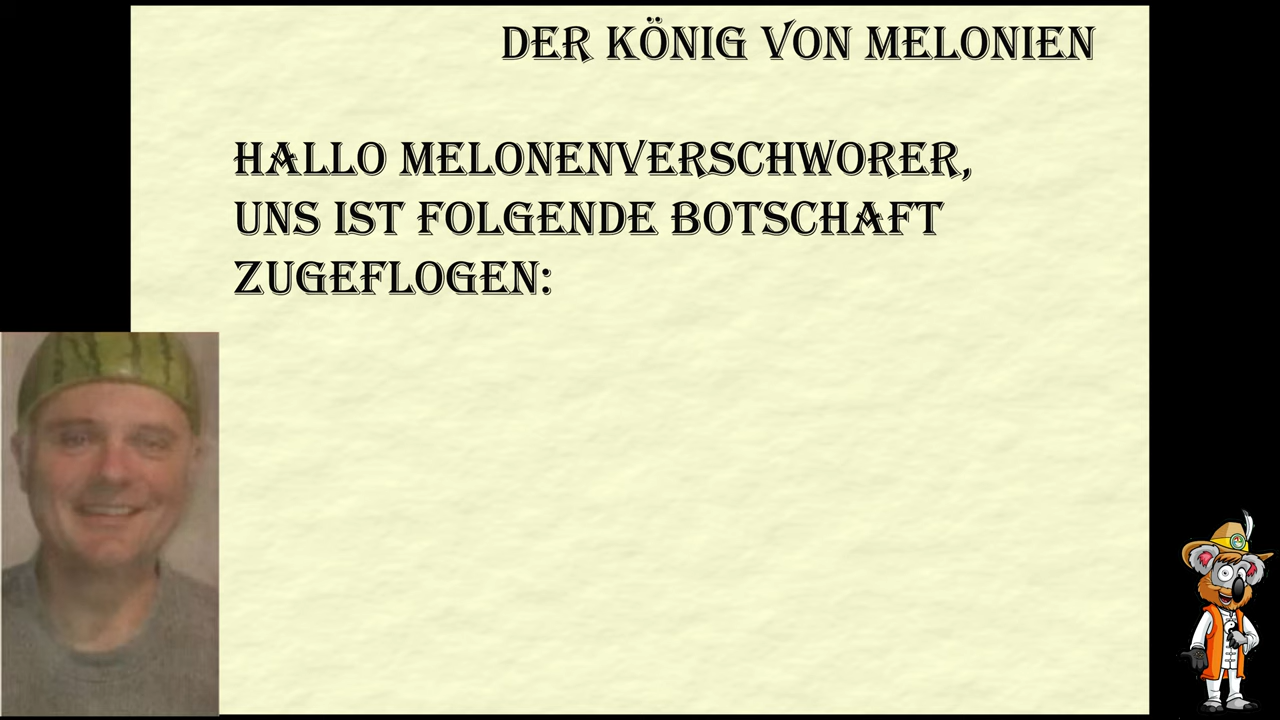 DER KÖNIG VON MELONIEN
HALLO MELONENVERSCHWORER,
UNS IST FOLGENDE BOTSCHAFT
ZUGEFLOGEN: